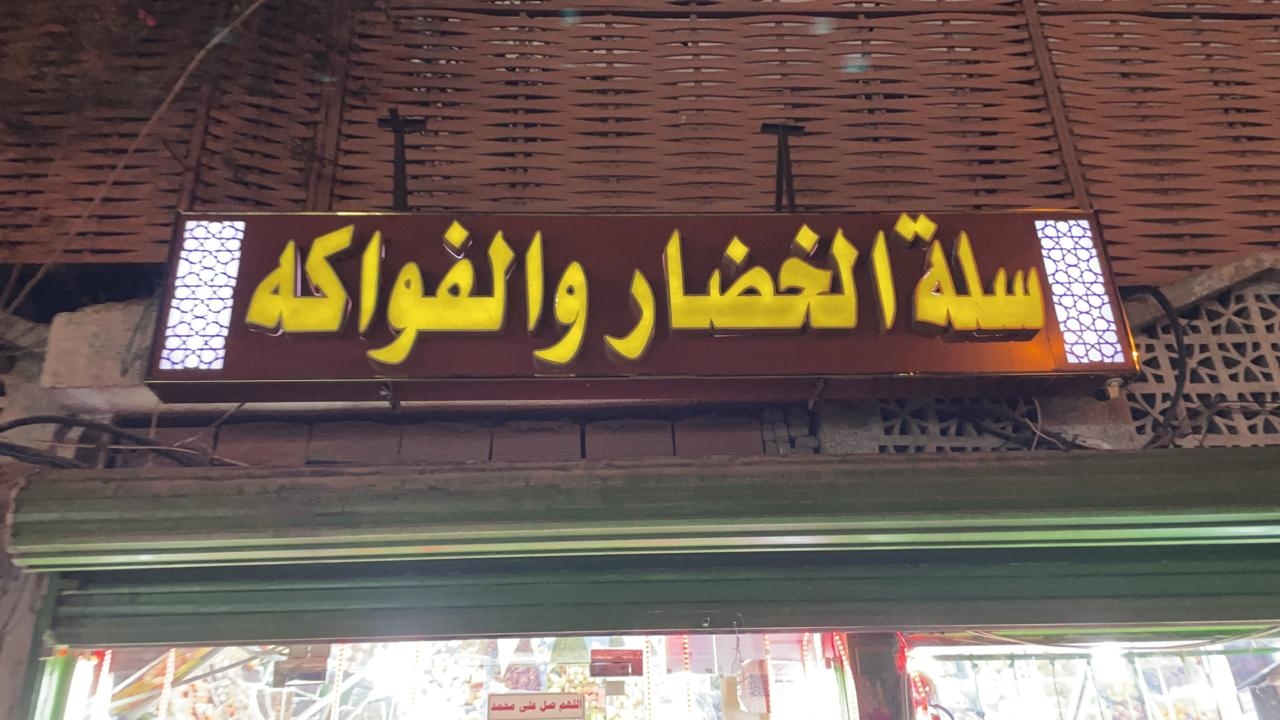 سلة الخضار والفواكه
اللهم صل على محمد